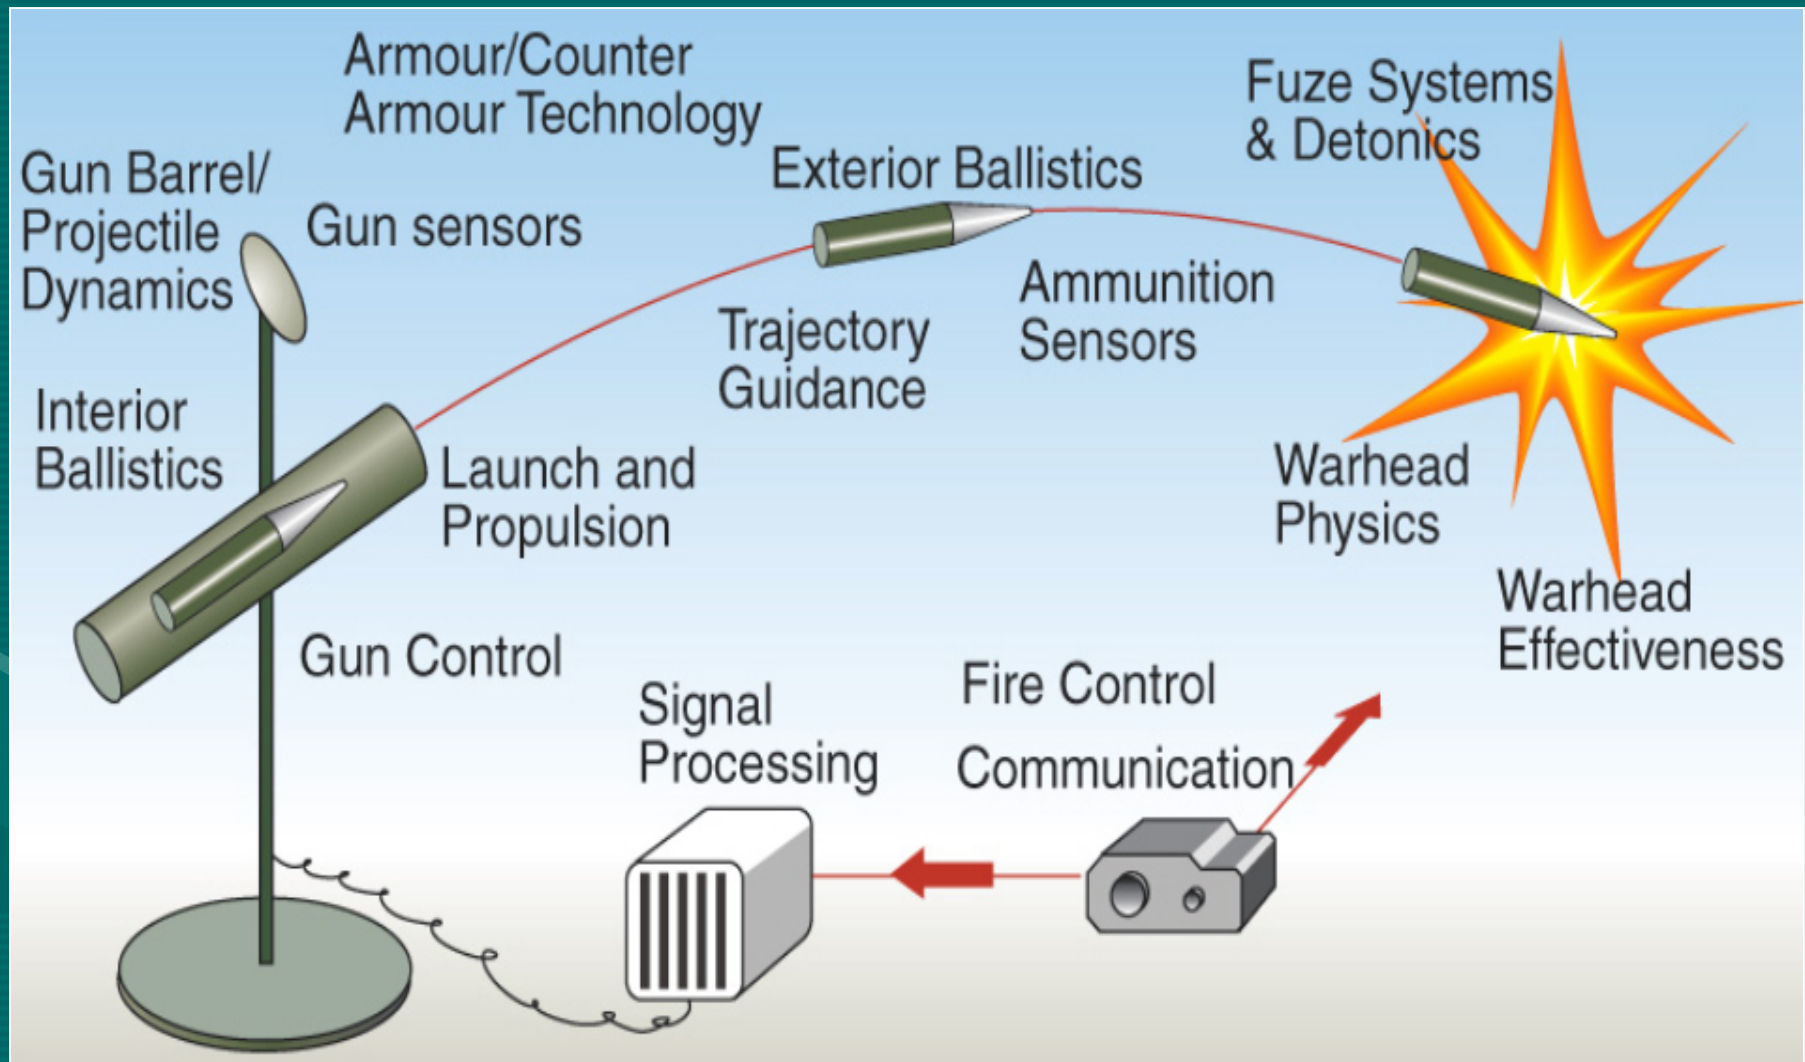 Armour/Counter
Armour Technology
Fuze Systems
& Detonics
Gun Barrel/
Projectile
Dynamics
Gun sensors
Exterior Ballistics
Trajectory
Guidance
Ammunition
Sensors
Interior
Ballistics
Launch and
Propulsion
Warhead
Physics
Warhead
Effectiveness
Gun Control
Signal
Processing
Fire Control
Communication